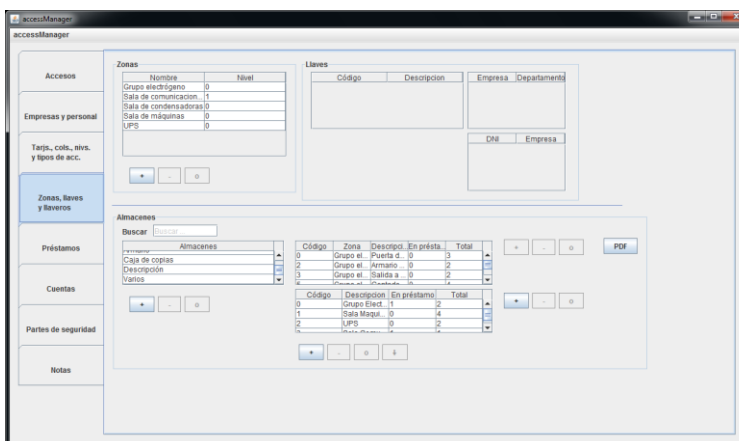 accessManager
accessManager
Accesos
Empresas y personal
Tarjs., cols., nivs.
y tipos de acc.
Zonas, llaves
y llaveros
Préstamos
Cuentas
Partes de seguridad
Notas
Zonas
Nombre Nivel
Grupo electrógeno 0
Sala de comunicacion... 1
Sala de condensadoras 0
Sala de máquinas 0
UPS 0
+ -
Llaves
Código Descripcion
Empresa Departamento
DNI Empresa
Almacenes
Buscar Buscar...
Almacenes
Caja de copias
Descripción
Varios
+ -
Código Zona Descripci... En présta... Total
0 Grupo el... Puerta d... 0 3
2 Grupo el... Armario ... 0 2
3 Grupo el... Salida a ... 0 2
+ -
PDF
Código Descripcion En préstamo Total
0 Grupo Elect... 1 2
1 Sala Maqui... 0 4
2 UPS 0 2
+ -
+ -